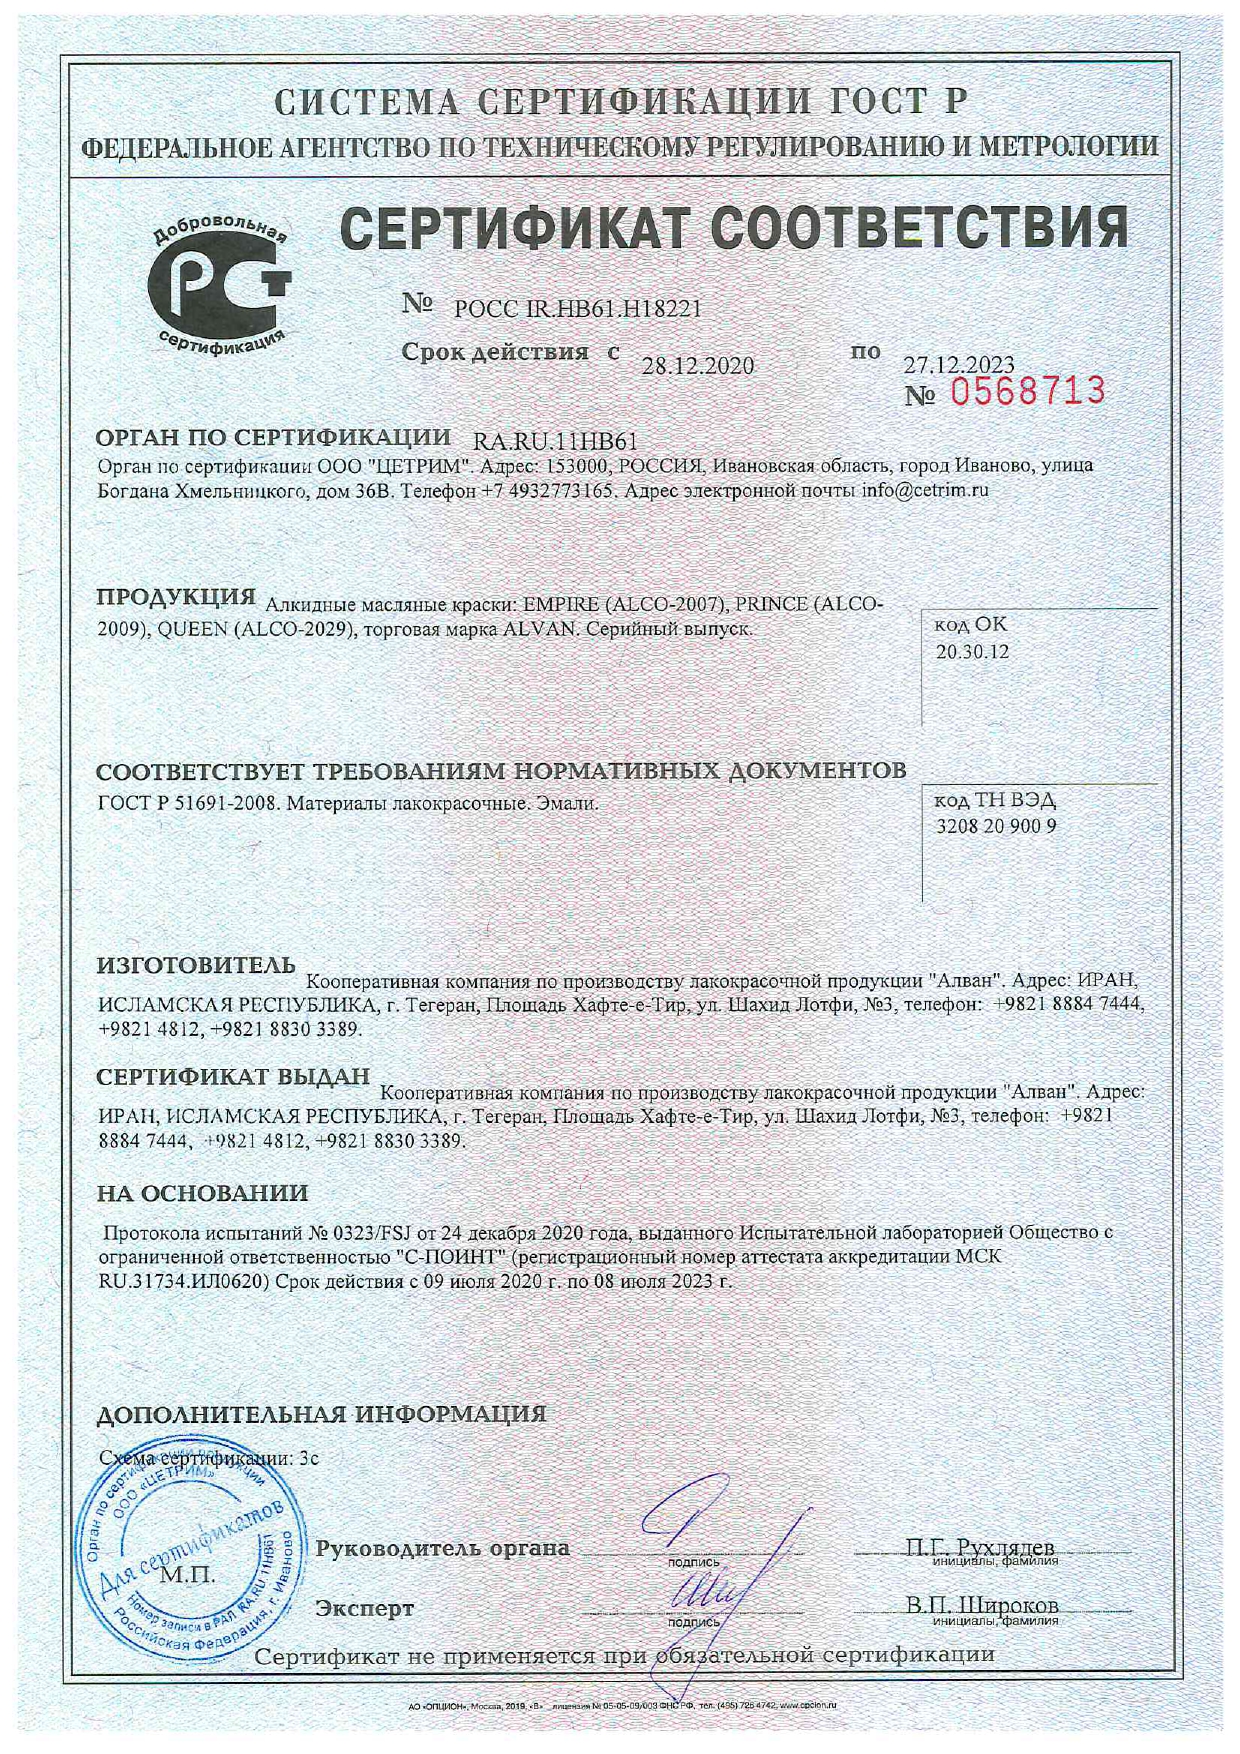 СИСТЕМА СЕРТИФИКАЦИИ ГОСТ Р
ФЕДЕРАЛЬНОЕ АГЕНТСТВО ПО ТЕХНИЧЕСКОМУ РЕГУЛИРОВАНИЮ И МЕТРОЛОГИИ
Добровольная
РСТ
сертификация
СЕРТИФИКАТ СООТВЕТСТВИЯ
№ РОСС IR.НВ61.Н18221
Срок действия с 28.12.2020 по 27.12.2023
№ 0568713
ОРГАН ПО СЕРТИФИКАЦИИ RA.RU.11НВ61
Орган по сертификации ООО "ЦЕТРИМ". Адрес: 153000, РОССИЯ, Ивановская область, город Иваново, улица
Богдана Хмельницкого, дом 36В. Телефон +7 4932773165. Адрес электронной почты info@cetrim.ru
ПРОДУКЦИЯ Алкидные масляные краски: EMPIRE (ALCO-2007), PRINCE (ALCO-
2009), QUEEN (ALCO-2029), торговая марка ALVAN. Серийный выпуск.
код ОК
20.30.12
СООТВЕТСТВУЕТ ТРЕБОВАНИЯМ НОРМАТИВНЫХ ДОКУМЕНТОВ
ГОСТ Р 51691-2008. Материалы лакокрасочные. Эмали.
код ТН ВЭД
3208 20 900 9
ИЗГОТОВИТЕЛЬ Кооперативная компания по производству лакокрасочной продукции "Алван". Адрес: ИРАН,
ИСЛАМСКАЯ РЕСПУБЛИКА, г. Тегеран, Площадь Хафте-е-Тир, ул. Шахид Лотфи, №3, телефон: +9821 8884 7444,
+9821 4812, +9821 8830 3389.
СЕРТИФИКАТ ВЫДАН Кооперативная компания по производству лакокрасочной продукции "Алван". Адрес:
ИРАН, ИСЛАМСКАЯ РЕСПУБЛИКА, г. Тегеран, Площадь Хафте-е-Тир, ул. Шахид Лотфи, №3, телефон: +9821
8884 7444, +9821 4812, +9821 8830 3389.
НА ОСНОВАНИИ
Протокола испытаний № 0323/FSJ от 24 декабря 2020 года, выданного Испытательной лабораторией Общество с
ограниченной ответственностью "С-ПОИНТ" (регистрационный номер аттестата аккредитации МСК
RU.31734.ИЛ0620) Срок действия с 09 июля 2020 г. по 08 июля 2023 г.
ДОПОЛНИТЕЛЬНАЯ ИНФОРМАЦИЯ
Схема сертификации: 3с
Орган по сертификации продукции
ООО «ЦЕТРИМ»
Для сертификатов
Номер записи в РАЛ RA.RU.11НВ61
Российская Федерация, г. Иваново
М.П.
Руководитель органа
подпись
П.Г. Рухлядев
инициалы, фамилия
Эксперт
подпись
В.П. Широков
инициалы, фамилия
Сертификат не применяется при обязательной сертификации
АО «ОПЦИОН», Москва, 2019, «В» лицензия № 05-05-09/003 ФНС РФ, тел. (495) 726 4742, www.opcion.ru